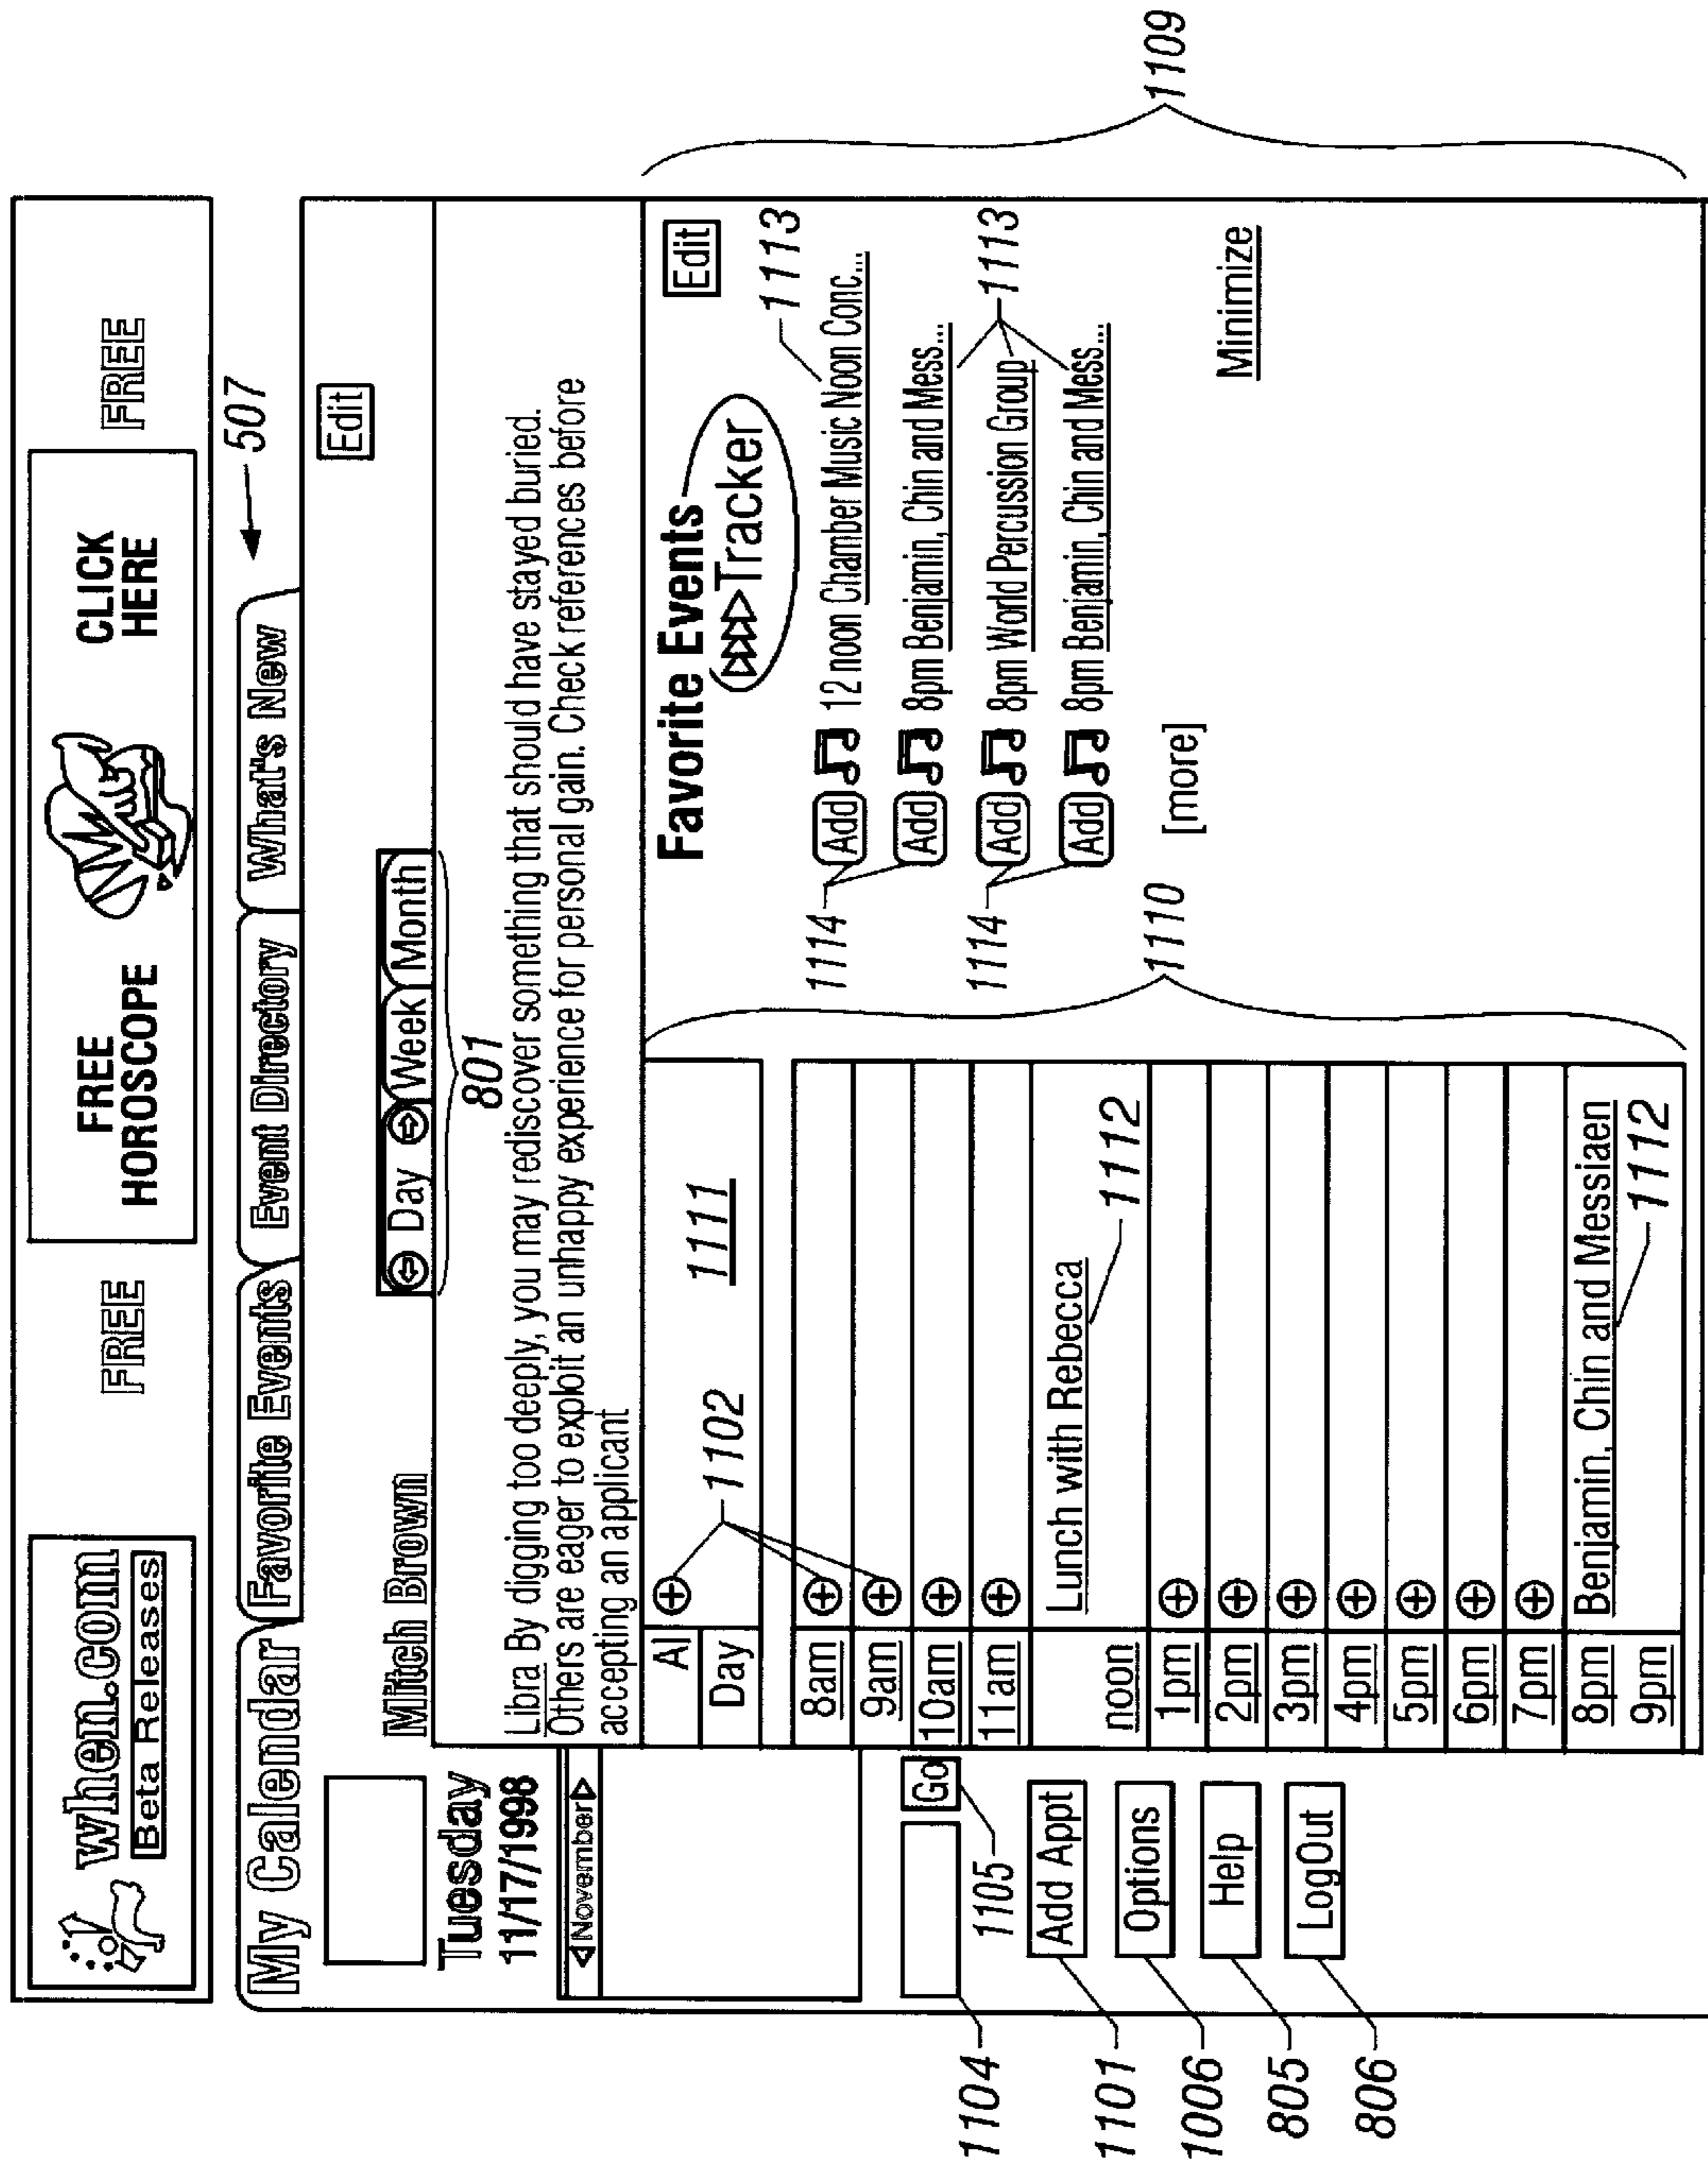 when.com
Beta Releases
FREE
FREE
HOROSCOPE
CLICK
HERE
FREE
507
My Calendar
Favorite Events
Event Directory
What's New
Mitch Brown
Day
Week
Month
Edit
801
Tuesday
11/17/1998
November
Libra By digging too deeply, you may rediscover something that should have stayed buried.
Others are eager to exploit an unhappy experience for personal gain. Check references before
accepting an applicant
Al
Day
1102
1111
8am
9am
10am
11am
noon Lunch with Rebecca
1112
1pm
2pm
3pm
4pm
5pm
6pm
7pm
8pm Benjamin, Chin and Messiaen
9pm
1112
1110
Favorite Events
Tracker
Edit
1113
Add 12 noon Chamber Music Noon Conc...
Add 8pm Benjamin, Chin and Mess...
Add 8pm World Percussion Group
Add 8pm Benjamin, Chin and Mess...
1113
1114
1114
[more]
Minimize
1109
Go
1104
1105
Add Appt
1101
Options
1006
Help
805
LogOut
806